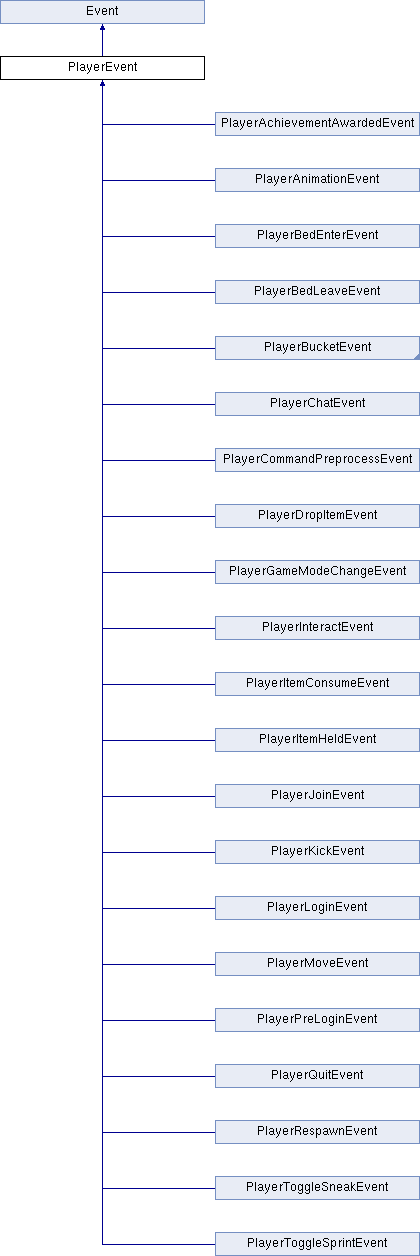 Event
PlayerEvent
PlayerAchievementAwardedEvent
PlayerAnimationEvent
PlayerBedEnterEvent
PlayerBedLeaveEvent
PlayerBucketEvent
PlayerChatEvent
PlayerCommandPreprocessEvent
PlayerDropItemEvent
PlayerGameModeChangeEvent
PlayerInteractEvent
PlayerItemConsumeEvent
PlayerItemHeldEvent
PlayerJoinEvent
PlayerKickEvent
PlayerLoginEvent
PlayerMoveEvent
PlayerPreLoginEvent
PlayerQuitEvent
PlayerRespawnEvent
PlayerToggleSneakEvent
PlayerToggleSprintEvent